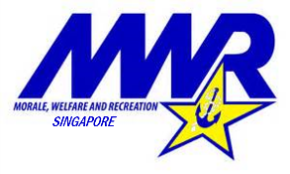 MWR
MORALE, WELFARE AND RECREATION
SINGAPORE